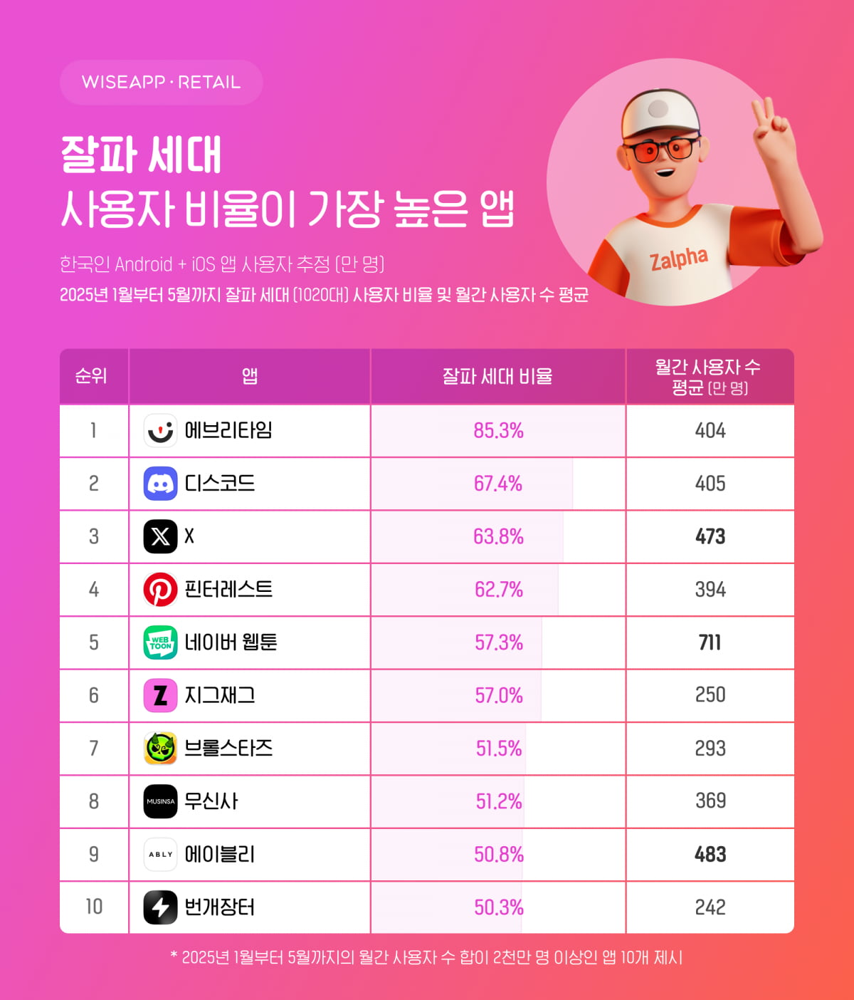 WISEAPP · RETAIL
잘파 세대
사용자 비율이 가장 높은 앱
한국인 Android + iOS 앱 사용자 추정 (만 명)
2025년 1월부터 5월까지 잘파 세대 (1020대) 사용자 비율 및 월간 사용자 수 평균
Zalpha
순위 앱 잘파 세대 비율 월간 사용자 수 평균 (만 명)
1 에브리타임 85.3% 404
2 디스코드 67.4% 405
3 X 63.8% 473
4 핀터레스트 62.7% 394
5 WEB TOON 네이버 웹툰 57.3% 711
6 Z 지그재그 57.0% 250
7 브롤스타즈 51.5% 293
8 MUSINSA 무신사 51.2% 369
9 ABLY 에이블리 50.8% 483
10 번개장터 50.3% 242
* 2025년 1월부터 5월까지의 월간 사용자 수 합이 2천만 명 이상인 앱 10개 제시